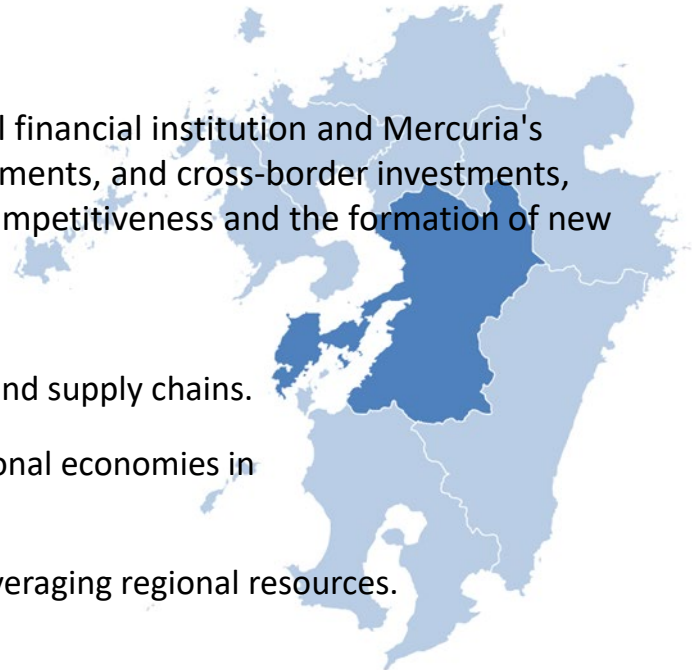 l financial institution and Mercuria's
ments, and cross-border investments,
mpetitiveness and the formation of new
nd supply chains.
onal economies in
veraging regional resources.